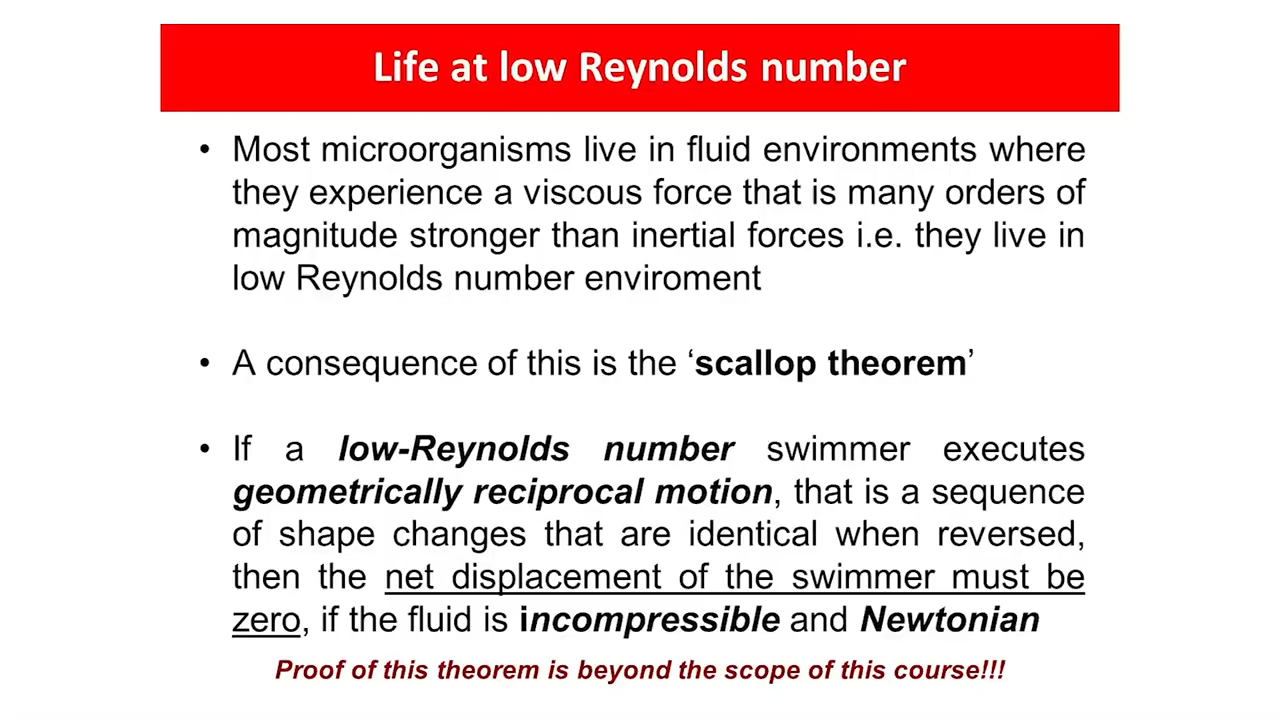 Life at low Reynolds number
• Most microorganisms live in fluid environments where
they experience a viscous force that is many orders of
magnitude stronger than inertial forces i.e. they live in
low Reynolds number enviroment
• A consequence of this is the ‘scallop theorem’
• If a low-Reynolds number swimmer executes
geometrically reciprocal motion, that is a sequence
of shape changes that are identical when reversed,
then the net displacement of the swimmer must be
zero, if the fluid is incompressible and Newtonian
Proof of this theorem is beyond the scope of this course!!!